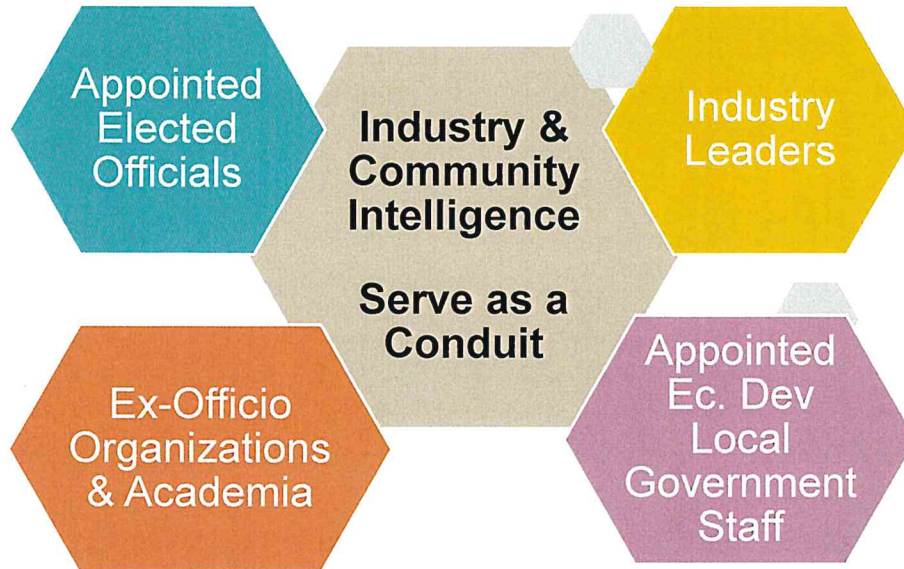 Appointed
Elected
Officials
Industry &
Community
Intelligence
Serve as a
Conduit
Industry
Leaders
Ex-Officio
Organizations
& Academia
Appointed
Ec. Dev
Local
Government
Staff